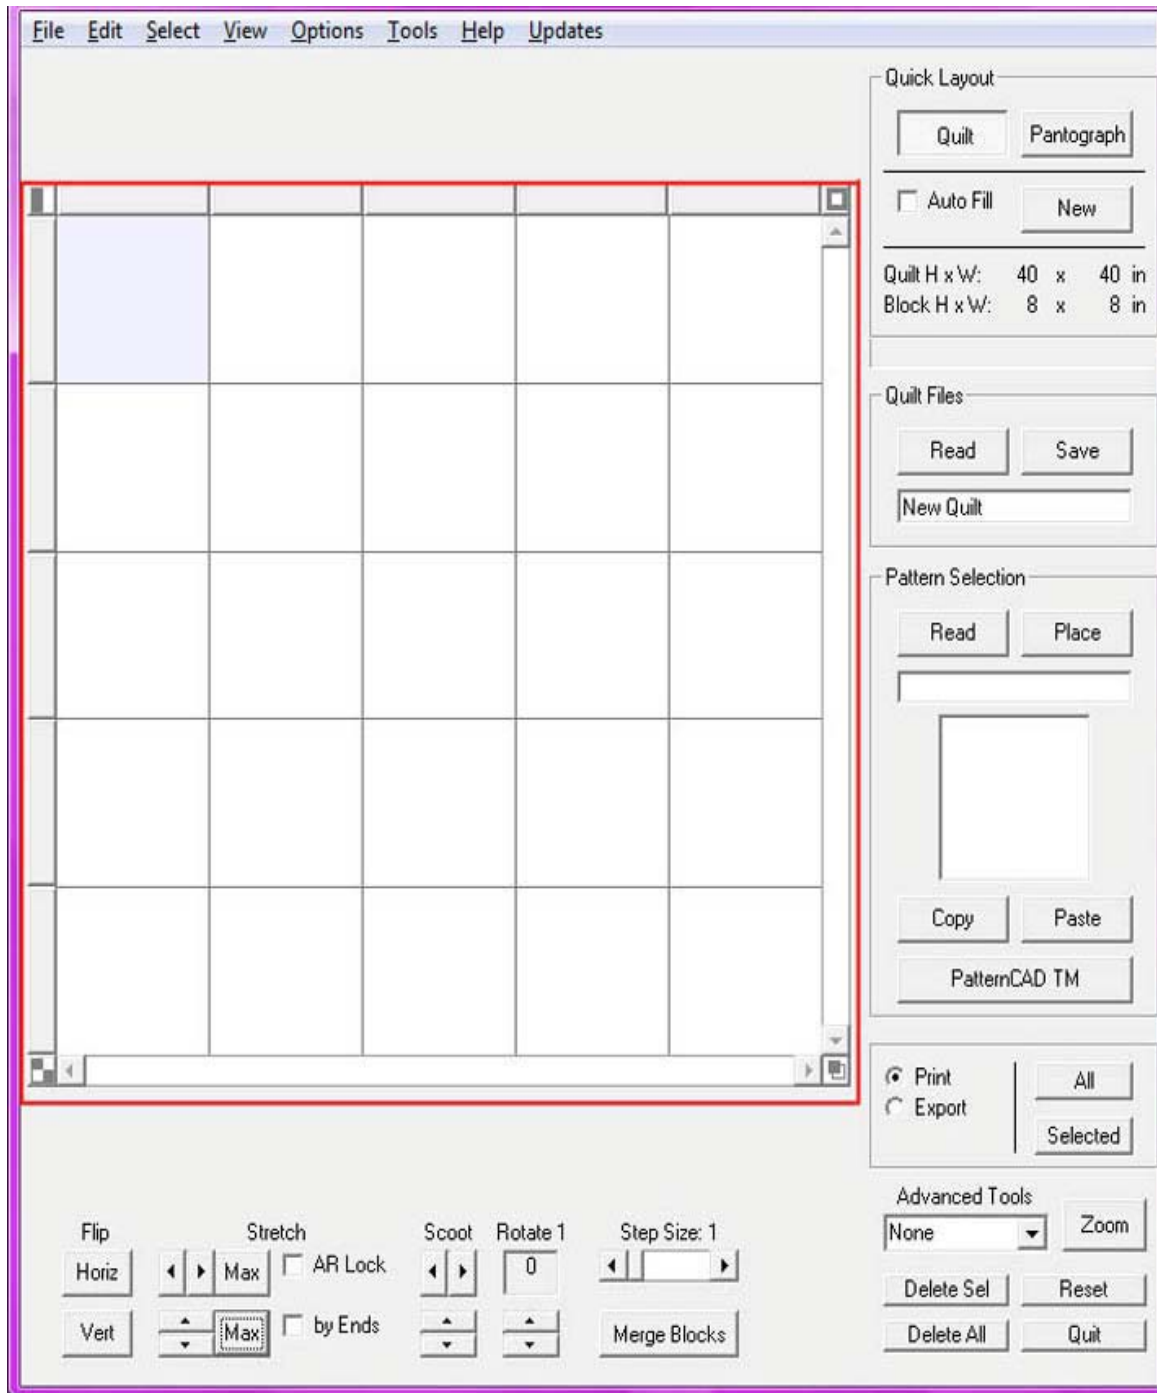 File Edit Select View Options Tools Help Updates
Quick Layout
Quilt Pantograph
Auto Fill New
Quilt H x W: 40 x 40 in
Block H x W: 8 x 8 in
Quilt Files
Read Save
New Quilt
Pattern Selection
Read Place
Copy Paste
PatternCAD TM
Print All
Export
Selected
Advanced Tools
None Zoom
Delete Sel Reset
Delete All Quit
Flip Stretch Scoot Rotate 1 Step Size: 1
Horiz Max AR Lock 0
Vert Max by Ends Merge Blocks